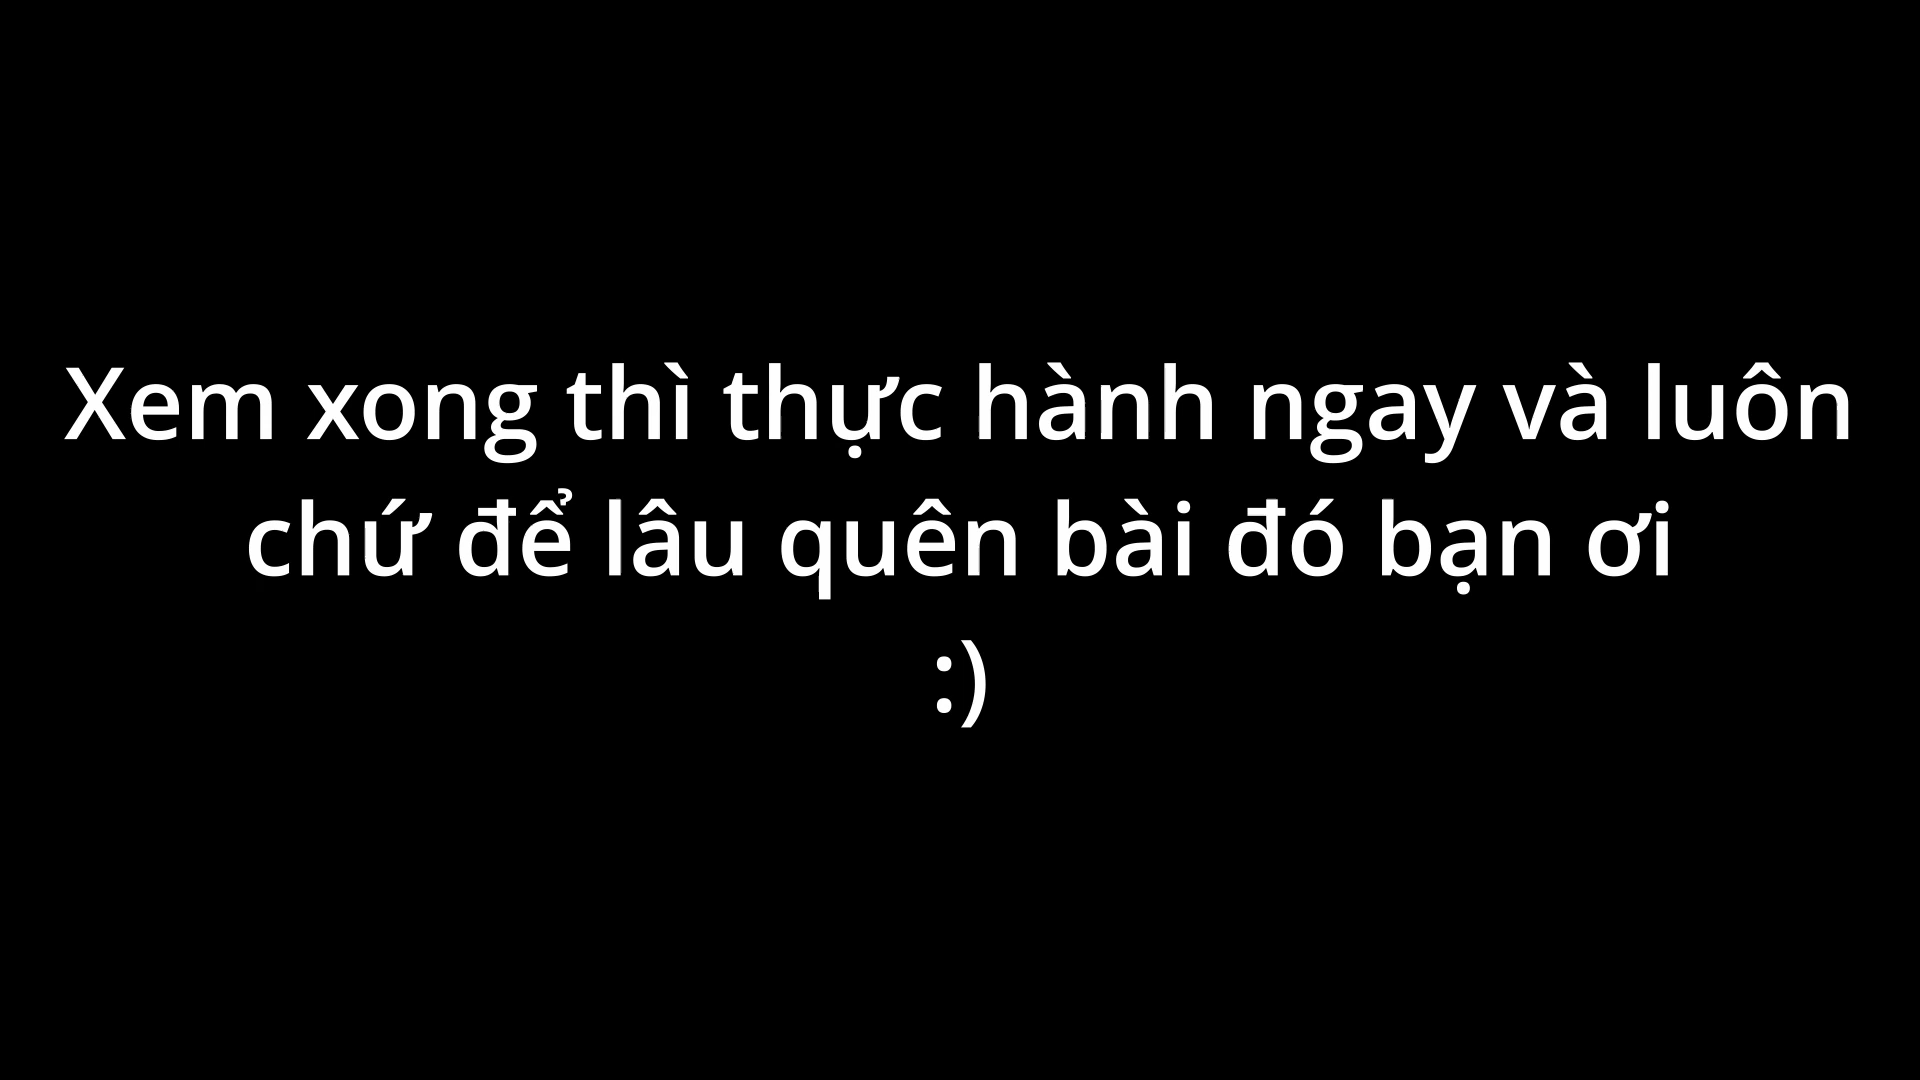 Xem xong thì thực hành ngay và luôn
chứ để lâu quên bài đó bạn ơi
:)